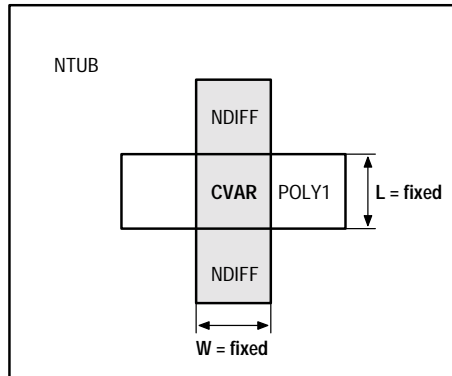 NTUB
NDIFF
CVAR
POLY1
L = fixed
NDIFF
W = fixed